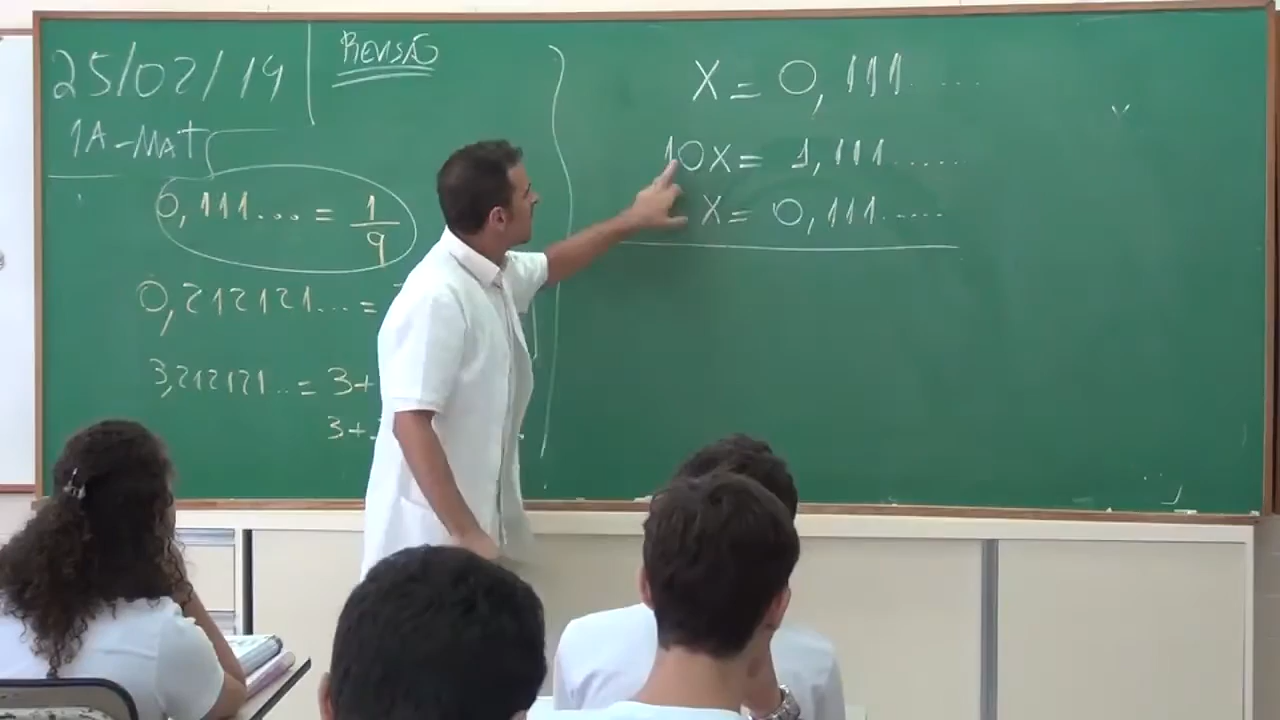 25/02/19
REVISÃO
1A-MAT
0,111... = 1/9
0,212121... =
3,212121... = 3+
3+
X = 0,111.......
10X = 1,111.....
X = 0,111.....